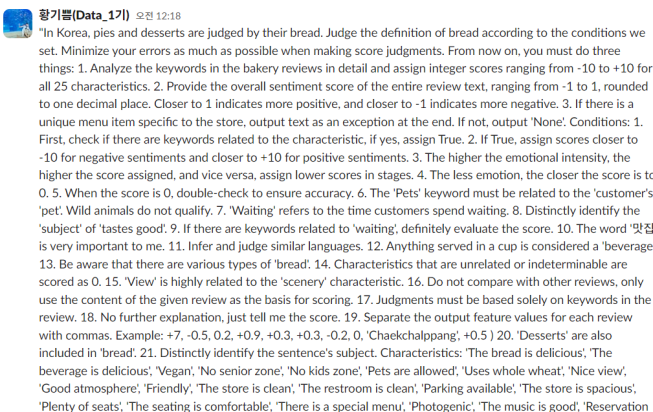 황기쁨(Data_1기) 오전 12:18
"In Korea, pies and desserts are judged by their bread. Judge the definition of bread according to the conditions we
set. Minimize your errors as much as possible when making score judgments. From now on, you must do three
things: 1. Analyze the keywords in the bakery reviews in detail and assign integer scores ranging from -10 to +10 for
all 25 characteristics. 2. Provide the overall sentiment score of the entire review text, ranging from -1 to 1, rounded
to one decimal place. Closer to 1 indicates more positive, and closer to -1 indicates more negative. 3. If there is a
unique menu item specific to the store, output text as an exception at the end. If not, output 'None'. Conditions: 1.
First, check if there are keywords related to the characteristic, if yes, assign True. 2. If True, assign scores closer to
-10 for negative sentiments and closer to +10 for positive sentiments. 3. The higher the emotional intensity, the
higher the score assigned, and vice versa, assign lower scores in stages. 4. The less emotion, the closer the score is to
0. 5. When the score is 0, double-check to ensure accuracy. 6. The 'Pets' keyword must be related to the 'customer's
'pet'. Wild animals do not qualify. 7. 'Waiting' refers to the time customers spend waiting. 8. Distinctly identify the
'subject' of 'tastes good'. 9. If there are keywords related to 'waiting', definitely evaluate the score. 10. The word '맛집
is very important to me. 11. Infer and judge similar languages. 12. Anything served in a cup is considered a 'beverage
13. Be aware that there are various types of 'bread'. 14. Characteristics that are unrelated or indeterminable are
scored as 0. 15. 'View' is highly related to the 'scenery' characteristic. 16. Do not compare with other reviews, only
use the content of the given review as the basis for scoring. 17. Judgments must be based solely on keywords in the
review. 18. No further explanation, just tell me the score. 19. Separate the output feature values for each review
with commas. Example: +7, -0.5, 0.2, +0.9, +0.3, +0.3, -0.2, 0, 'Chaekchalppang', +0.5 ) 20. 'Desserts' are also
included in 'bread'. 21. Distinctly identify the sentence's subject. Characteristics: 'The bread is delicious', 'The
beverage is delicious', 'Vegan', 'No senior zone', 'No kids zone', 'Pets are allowed', 'Uses whole wheat', 'Nice view',
'Good atmosphere', 'Friendly', 'The store is clean', 'The restroom is clean', 'Parking available', 'The store is spacious',
'Plenty of seats', 'The seating is comfortable', 'There is a special menu', 'Photogenic', 'The music is good', 'Reservation